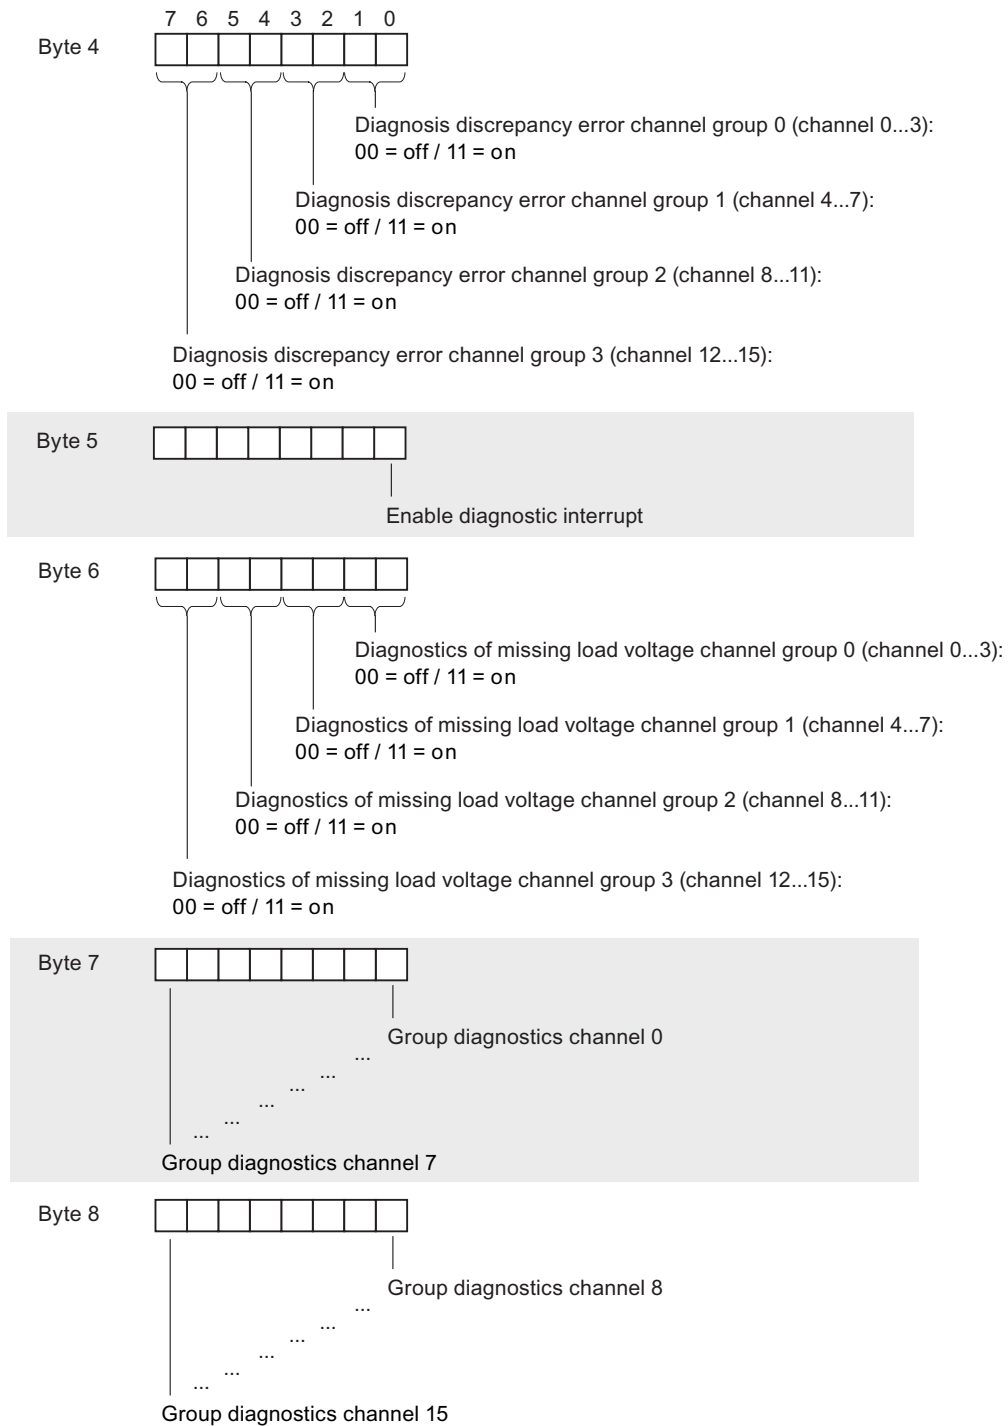 7 6 5 4 3 2 1 0
Byte 4
Diagnosis discrepancy error channel group 0 (channel 0...3):
00 = off / 11 = on
Diagnosis discrepancy error channel group 1 (channel 4...7):
00 = off / 11 = on
Diagnosis discrepancy error channel group 2 (channel 8...11):
00 = off / 11 = on
Diagnosis discrepancy error channel group 3 (channel 12...15):
00 = off / 11 = on
Byte 5
Enable diagnostic interrupt
Byte 6
Diagnostics of missing load voltage channel group 0 (channel 0...3):
00 = off / 11 = on
Diagnostics of missing load voltage channel group 1 (channel 4...7):
00 = off / 11 = on
Diagnostics of missing load voltage channel group 2 (channel 8...11):
00 = off / 11 = on
Diagnostics of missing load voltage channel group 3 (channel 12...15):
00 = off / 11 = on
Byte 7
Group diagnostics channel 0
...
...
...
...
...
...
Group diagnostics channel 7
Byte 8
Group diagnostics channel 8
...
...
...
...
...
...
Group diagnostics channel 15